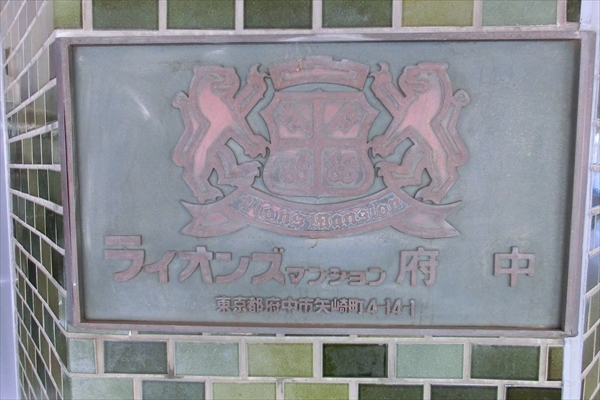 Lions Mansion
ライオンズマンション 府中
東京都府中市矢崎町4-14-1